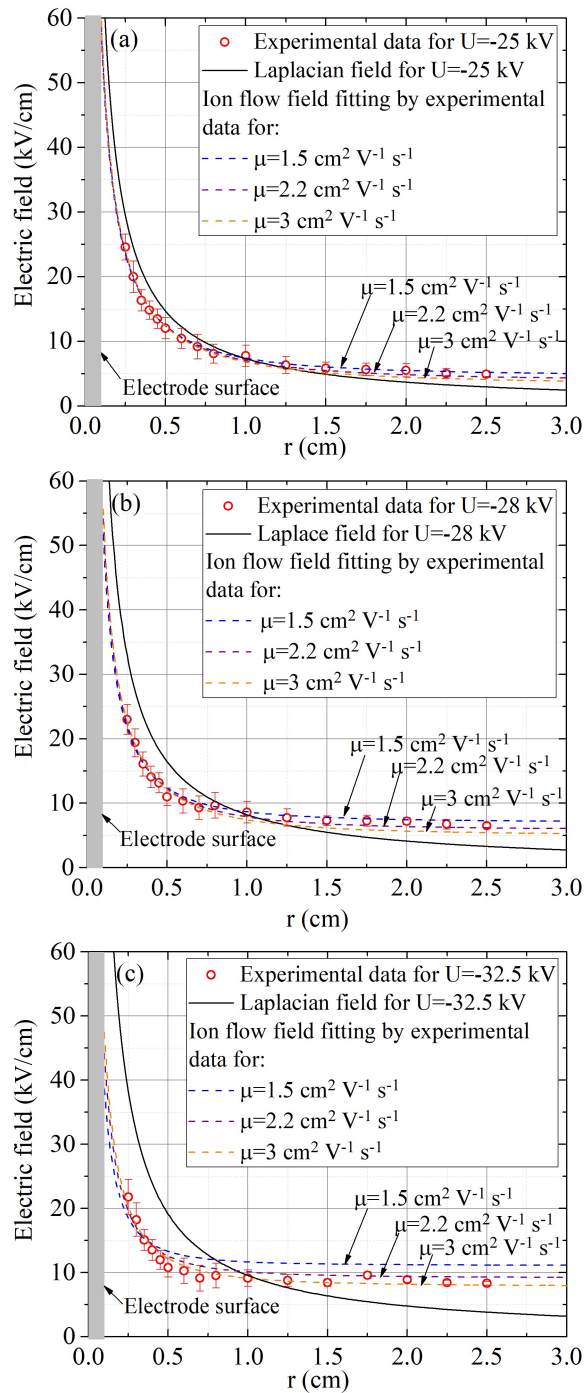 (a)
Experimental data for U=-25 kV
Laplacian field for U=-25 kV
Ion flow field fitting by experimental
data for:
μ=1.5 cm² V⁻¹ s⁻¹
μ=2.2 cm² V⁻¹ s⁻¹
μ=3 cm² V⁻¹ s⁻¹
μ=1.5 cm² V⁻¹ s⁻¹
μ=2.2 cm² V⁻¹ s⁻¹
μ=3 cm² V⁻¹ s⁻¹
Electrode surface
Electric field (kV/cm)
60
50
40
30
20
10
0
0.0 0.5 1.0 1.5 2.0 2.5 3.0
r (cm)
(b)
Experimental data for U=-28 kV
Laplace field for U=-28 kV
Ion flow field fitting by experimental
data for:
μ=1.5 cm² V⁻¹ s⁻¹
μ=2.2 cm² V⁻¹ s⁻¹
μ=3 cm² V⁻¹ s⁻¹
μ=1.5 cm² V⁻¹ s⁻¹
μ=2.2 cm² V⁻¹ s⁻¹
μ=3 cm² V⁻¹ s⁻¹
Electrode surface
Electric field (kV/cm)
60
50
40
30
20
10
0
0.0 0.5 1.0 1.5 2.0 2.5 3.0
r (cm)
(c)
Experimental data for U=-32.5 kV
Laplacian field for U=-32.5 kV
Ion flow field fitting by experimental
data for:
μ=1.5 cm² V⁻¹ s⁻¹
μ=2.2 cm² V⁻¹ s⁻¹
μ=3 cm² V⁻¹ s⁻¹
μ=1.5 cm² V⁻¹ s⁻¹
μ=2.2 cm² V⁻¹ s⁻¹
μ=3 cm² V⁻¹ s⁻¹
Electrode surface
Electric field (kV/cm)
60
50
40
30
20
10
0
0.0 0.5 1.0 1.5 2.0 2.5 3.0
r (cm)